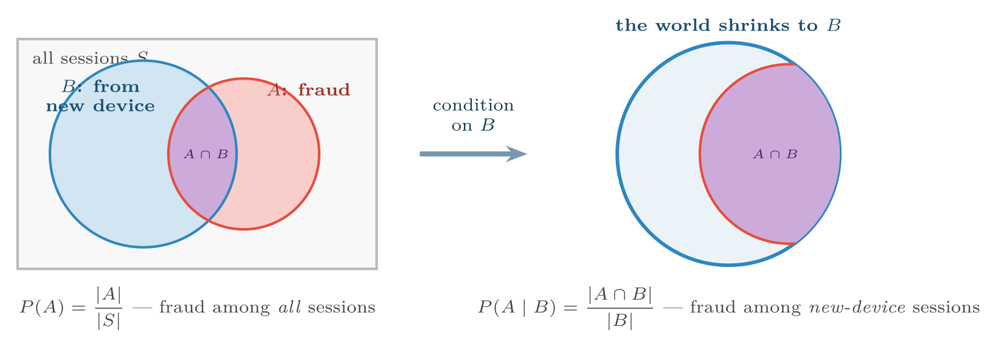 the world shrinks to B
all sessions S
B: from
new device
A: fraud
A ∩ B
condition
on B
A ∩ B
P(A) = |A| / |S| — fraud among all sessions
P(A | B) = |A ∩ B| / |B| — fraud among new-device sessions